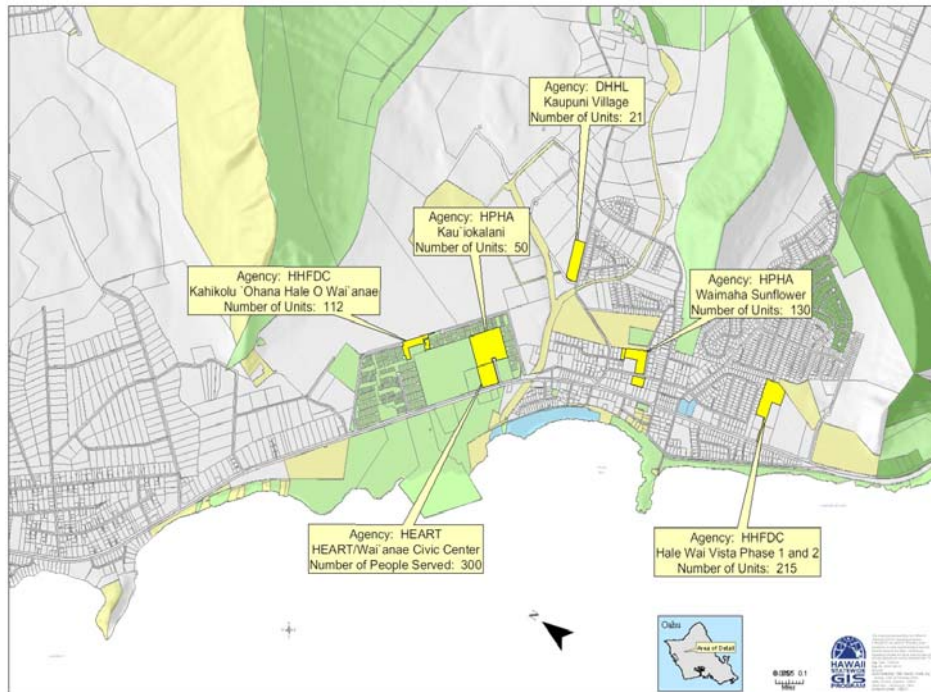 Agency: DHHL
Kaupuni Village
Number of Units: 21
Agency: HPHA
Kau`iokalani
Number of Units: 50
Agency: HHFDC
Kahikolu `Ohana Hale O Wai`anae
Number of Units: 112
Agency: HPHA
Waimaha Sunflower
Number of Units: 130
Agency: HEART
HEART/Wai`anae Civic Center
Number of People Served: 300
Agency: HHFDC
Hale Wai Vista Phase 1 and 2
Number of Units: 215
Oahu
Area of Detail
0.1
Miles
HAWAII
STATEWIDE
GIS
PROGRAM